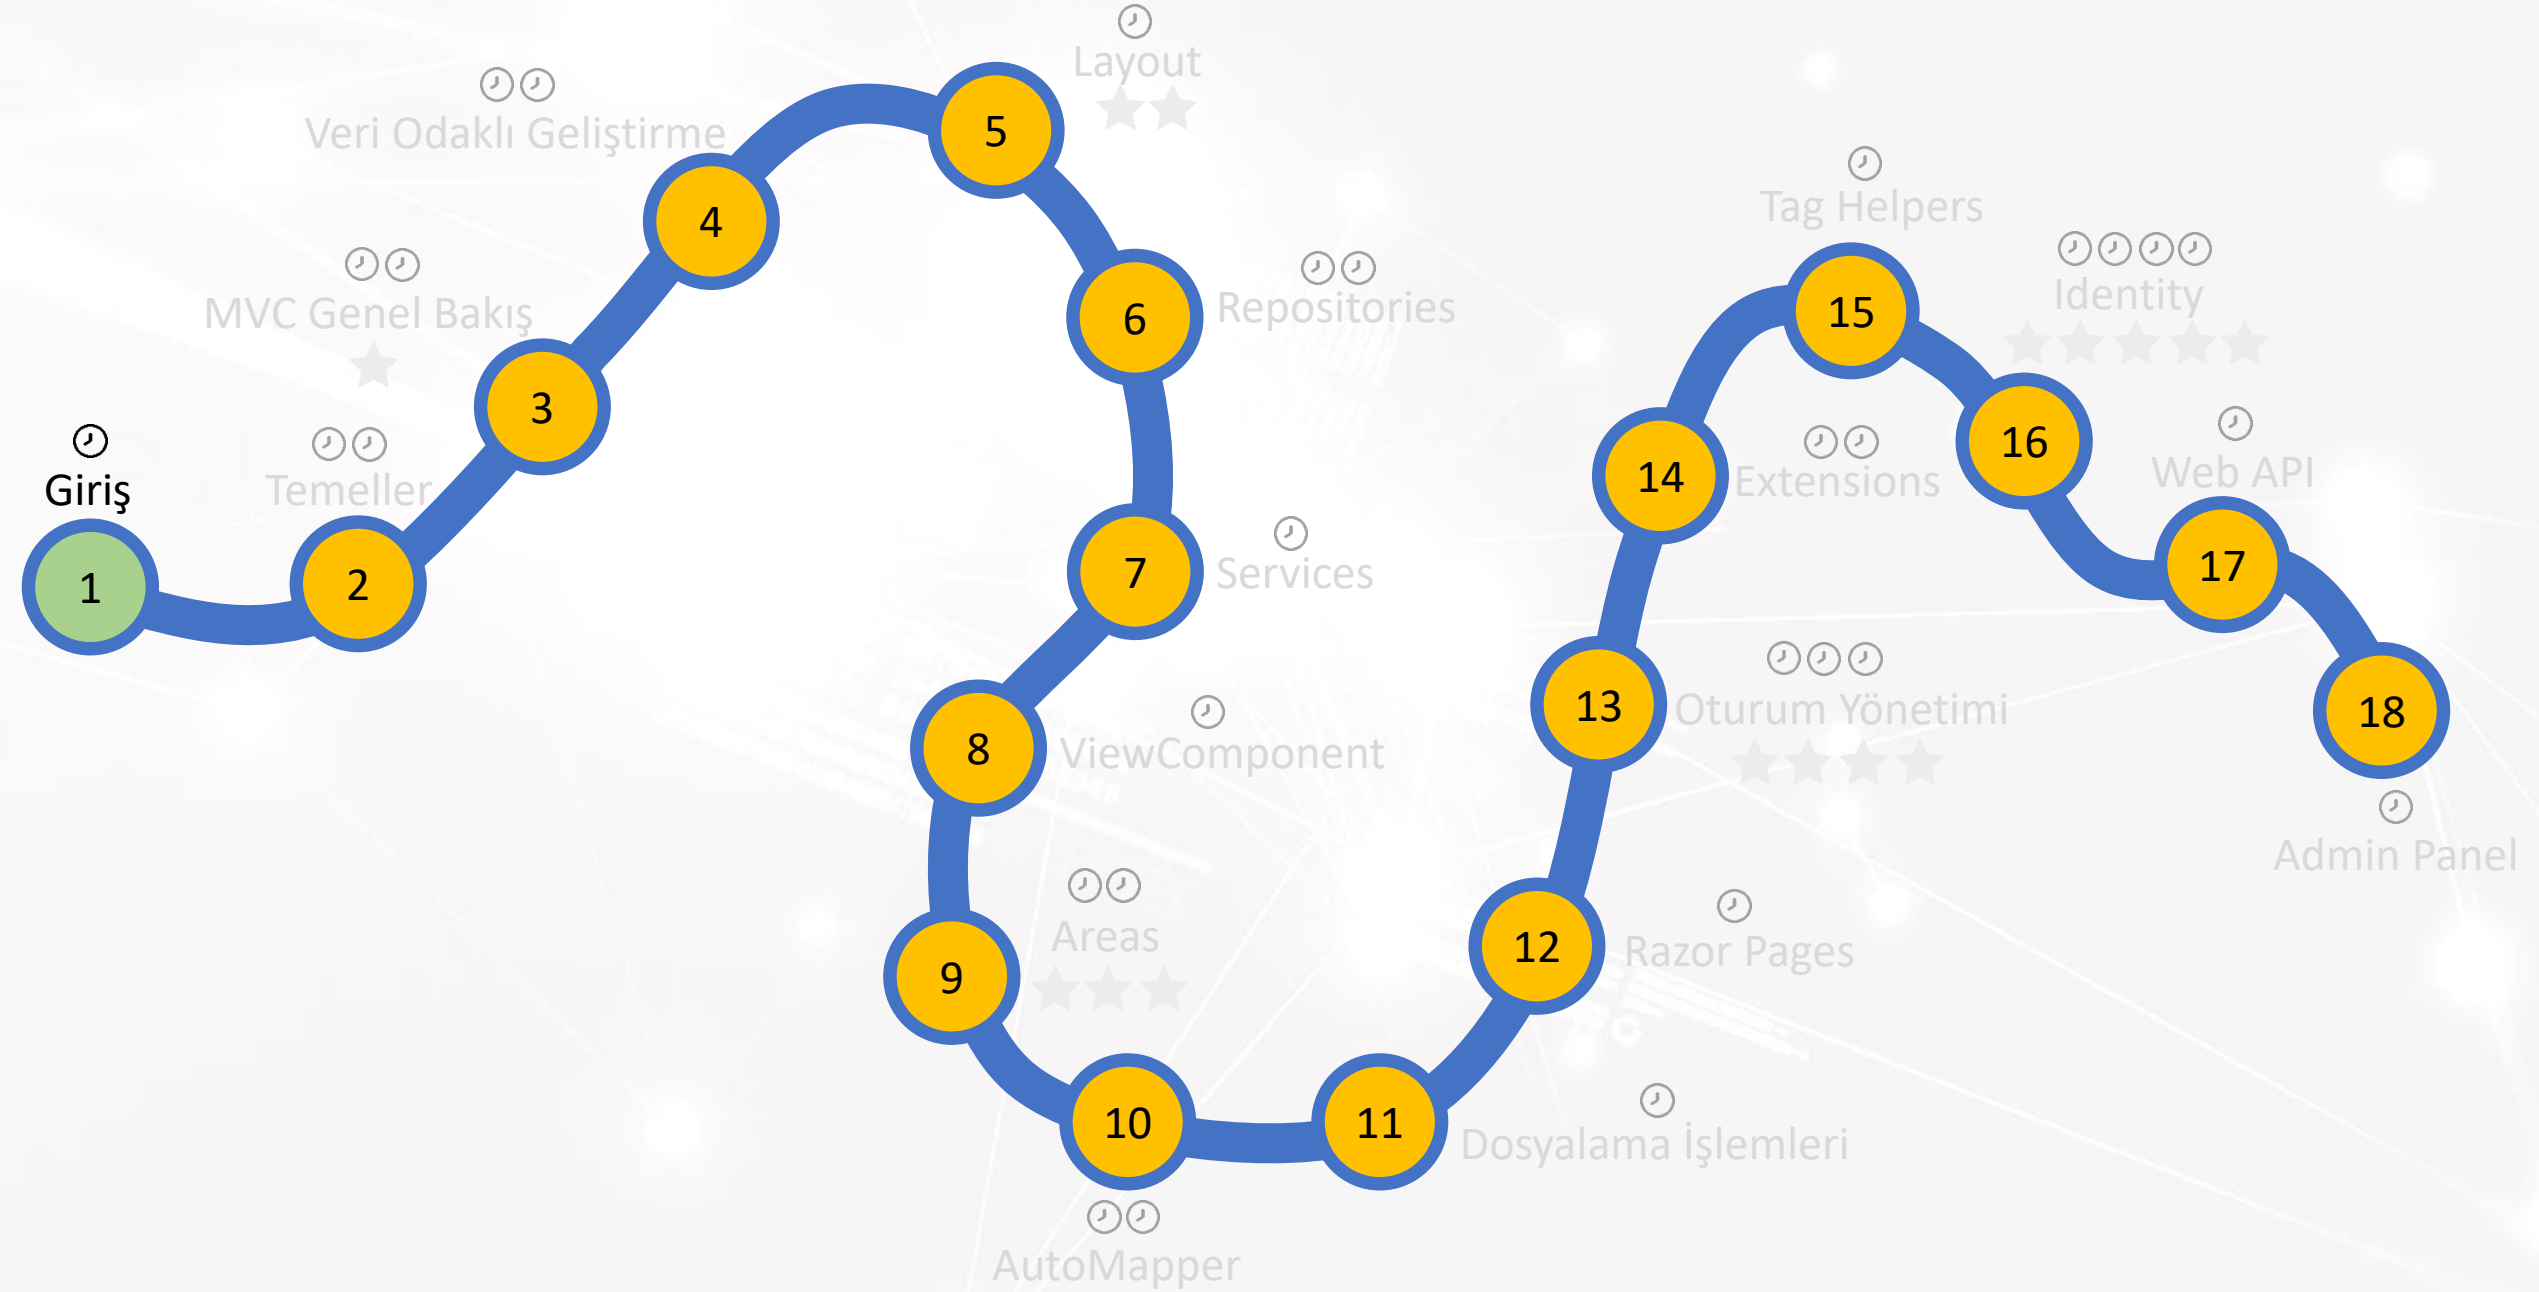 1
Giriş
2
Temeller
3
MVC Genel Bakış
4
Veri Odaklı Geliştirme
5
Layout
6
Repositories
7
Services
8
ViewComponent
9
Areas
10
AutoMapper
11
Dosyalama İşlemleri
12
Razor Pages
13
Oturum Yönetimi
14
Extensions
15
Tag Helpers
16
Identity
17
Web API
18
Admin Panel